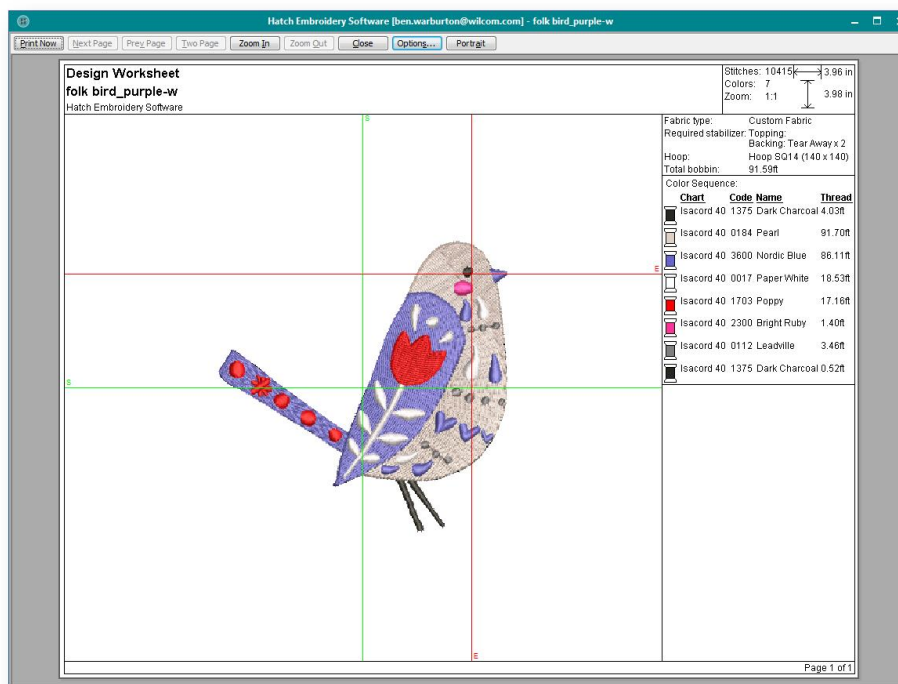 Hatch Embroidery Software [ben.warburton@wilcom.com] - folk bird_purple-w
Print Now Next Page Prev Page Two Page Zoom In Zoom Out Close Options... Portrait
Design Worksheet
folk bird_purple-w
Hatch Embroidery Software
Stitches: 10415 3.96 in
Colors: 7
Zoom: 1:1 3.98 in
Fabric type: Custom Fabric
Required stabilizer: Topping:
Backing: Tear Away x 2
Hoop: Hoop SQ14 (140 x 140)
Total bobbin: 91.59ft
Color Sequence:
Chart Code Name Thread
Isacord 40 1375 Dark Charcoal 4.03ft
Isacord 40 0184 Pearl 91.70ft
Isacord 40 3600 Nordic Blue 86.11ft
Isacord 40 0017 Paper White 18.53ft
Isacord 40 1703 Poppy 17.16ft
Isacord 40 2300 Bright Ruby 1.40ft
Isacord 40 0112 Leadville 3.46ft
Isacord 40 1375 Dark Charcoal 0.52ft
S
E
S
E
Page 1 of 1